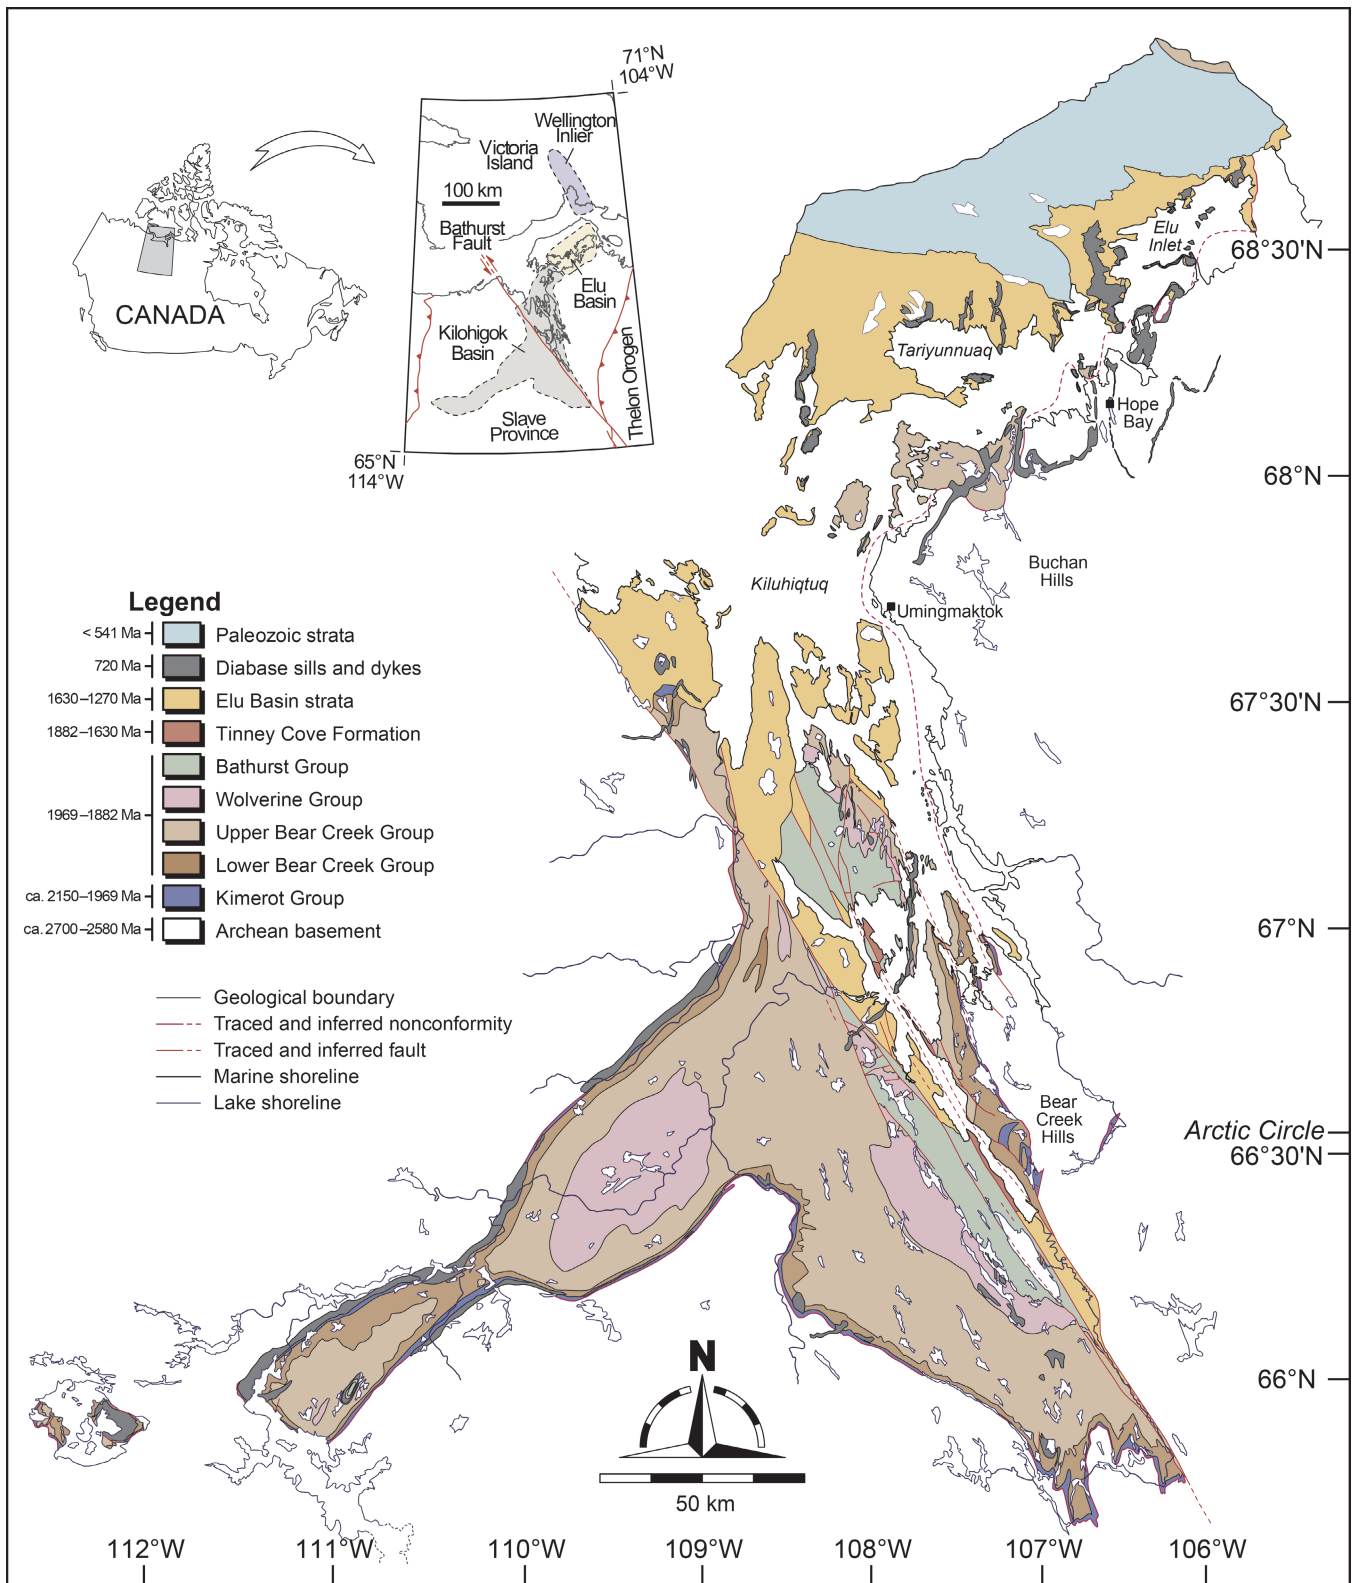 71°N
104°W
Wellington
Inlier
Victoria
Island
100 km
Bathurst
Fault
Elu
Basin
Kilohigok
Basin
Thelon Orogen
Slave
Province
65°N
114°W
CANADA
Elu
Inlet
68°30'N
Tariyunnuaq
Hope
Bay
68°N
Buchan
Hills
Kiluhiqtuq
Umingmaktok
67°30'N
67°N
Bear
Creek
Hills
Arctic Circle
66°30'N
66°N
Legend
< 541 Ma Paleozoic strata
720 Ma Diabase sills and dykes
1630–1270 Ma Elu Basin strata
1882–1630 Ma Tinney Cove Formation
Bathurst Group
Wolverine Group
1969–1882 Ma Upper Bear Creek Group
Lower Bear Creek Group
ca. 2150–1969 Ma Kimerot Group
ca. 2700–2580 Ma Archean basement
Geological boundary
Traced and inferred nonconformity
Traced and inferred fault
Marine shoreline
Lake shoreline
N
50 km
112°W 111°W 110°W 109°W 108°W 107°W 106°W